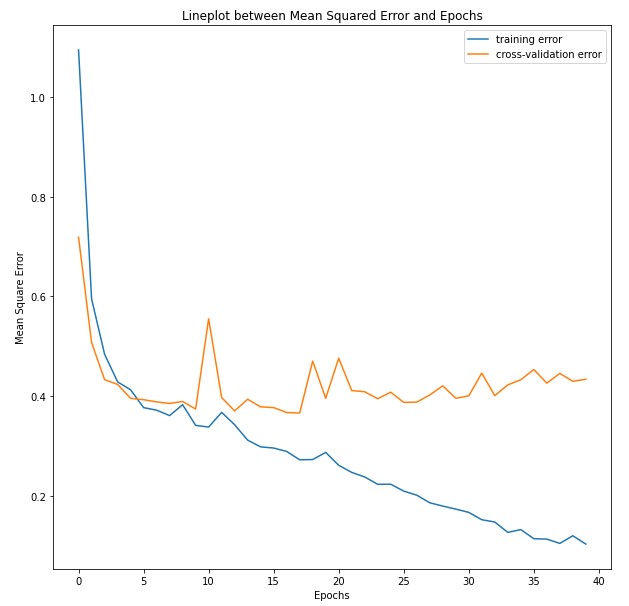 Lineplot between Mean Squared Error and Epochs
training error
cross-validation error
Mean Square Error
1.0
0.8
0.6
0.4
0.2
0 5 10 15 20 25 30 35 40
Epochs